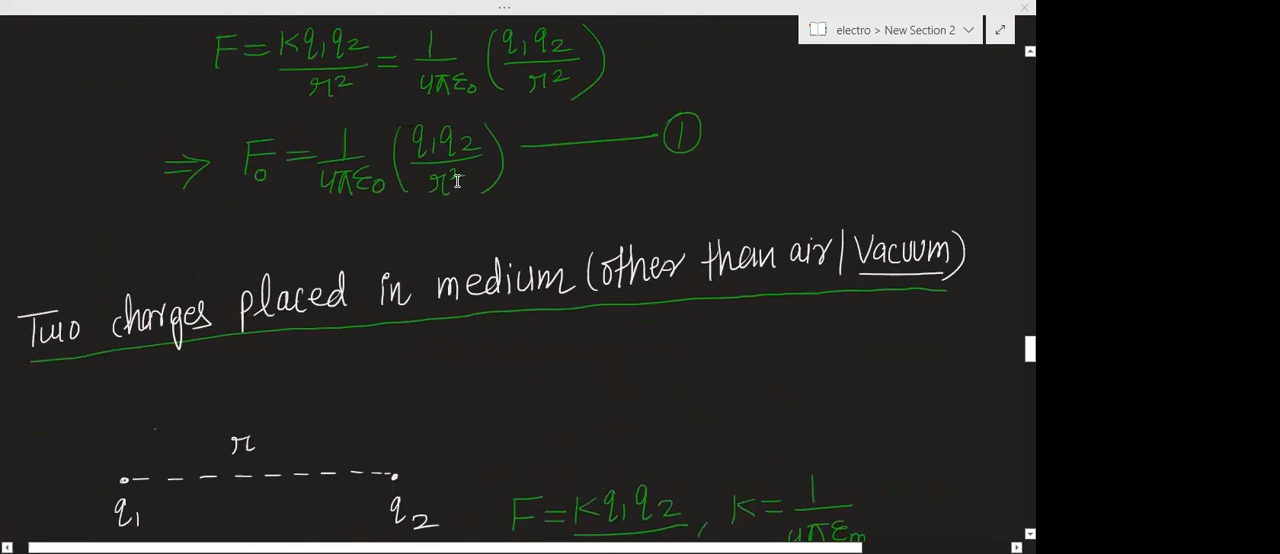 electro > New Section 2
F = Kq₁q₂/r² = 1/4πε₀ (q₁q₂/r²)
⇒ F₀ = 1/4πε₀ (q₁q₂/r²) ——— ①
Two charges placed in medium (other than air/Vacuum)
r
q₁ q₂
F = Kq₁q₂, K = 1/4πεm